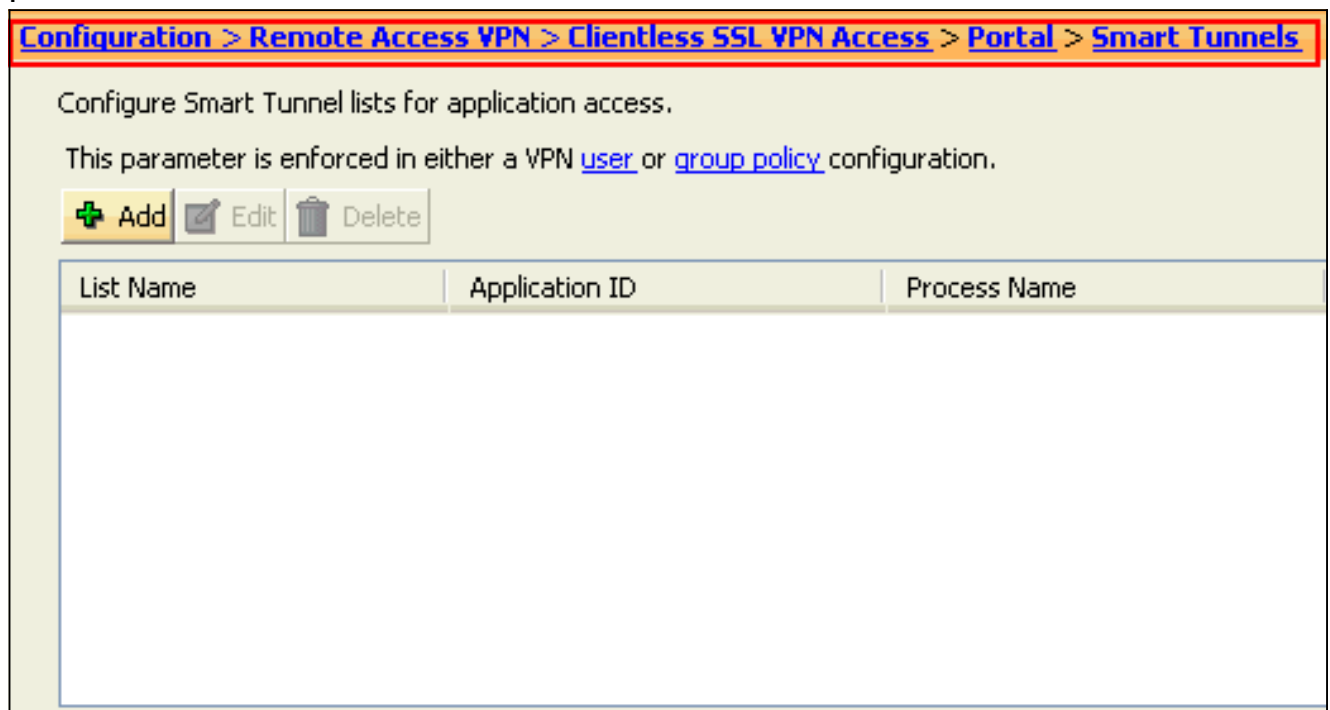 Configuration > Remote Access VPN > Clientless SSL VPN Access > Portal > Smart Tunnels
Configure Smart Tunnel lists for application access.
This parameter is enforced in either a VPN user or group policy configuration.
Add Edit Delete
List Name Application ID Process Name